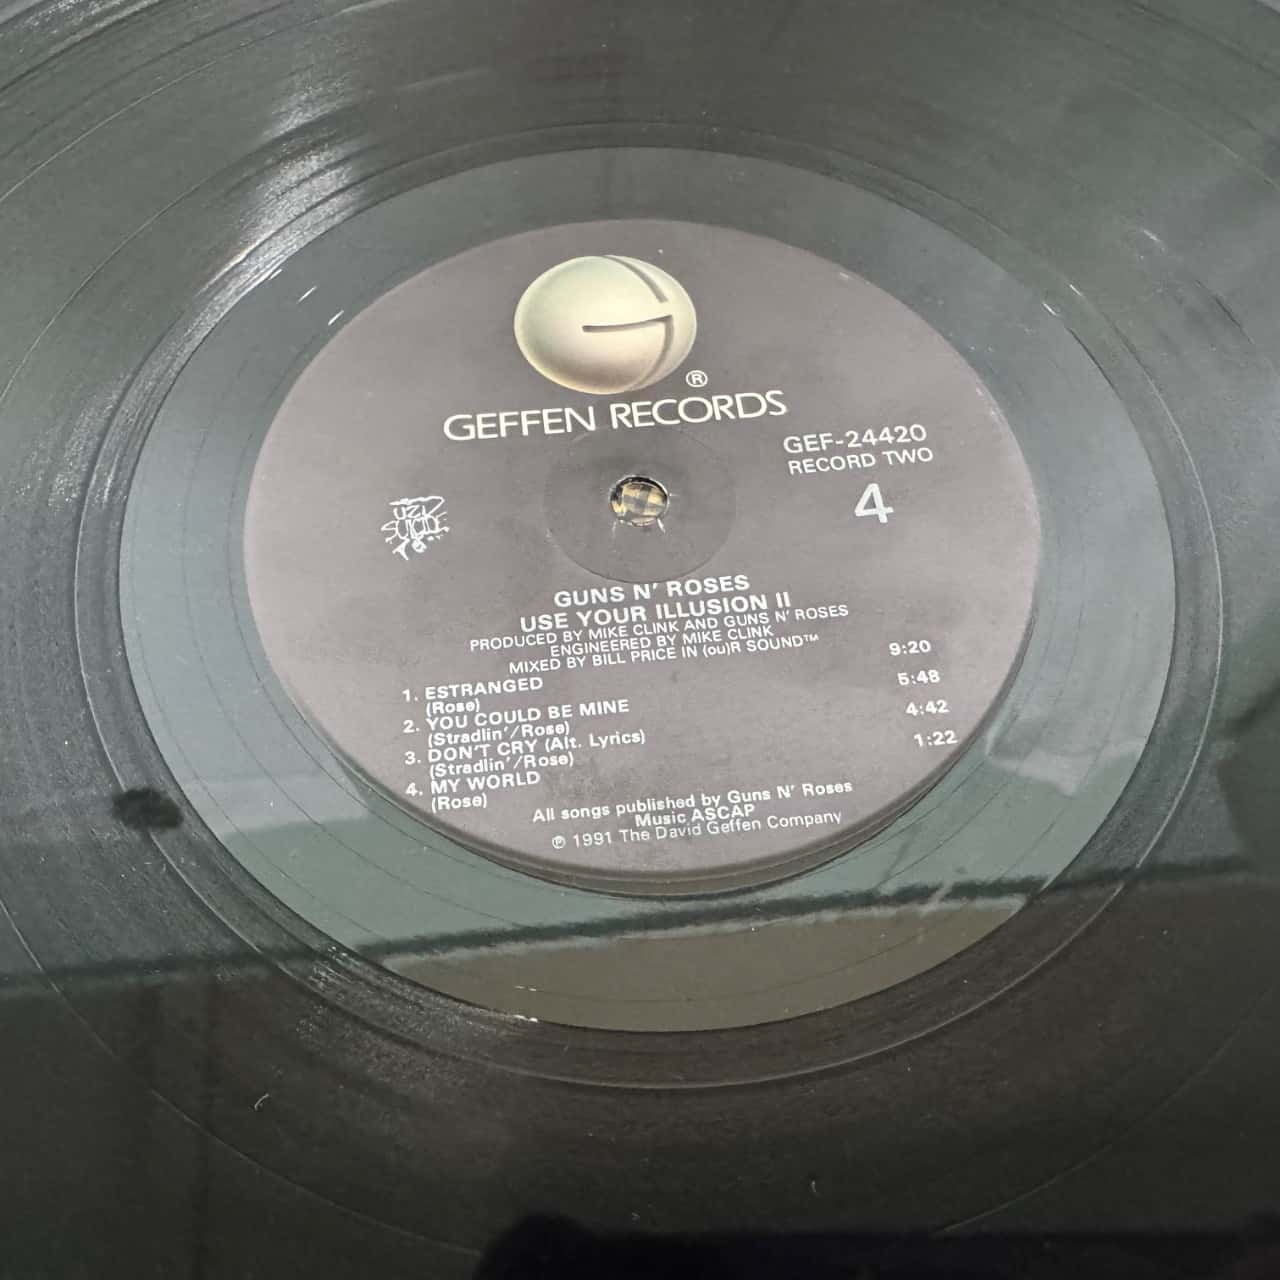 ®
GEFFEN RECORDS
GEF-24420
RECORD TWO
4
UZI
SUICIDE
GUNS N' ROSES
USE YOUR ILLUSION II
PRODUCED BY MIKE CLINK AND GUNS N' ROSES
ENGINEERED BY MIKE CLINK
MIXED BY BILL PRICE IN (ou)R SOUND™
1. ESTRANGED 9:20
(Rose)
2. YOU COULD BE MINE 5:48
(Stradlin'/Rose)
3. DON'T CRY (Alt. Lyrics) 4:42
(Stradlin'/Rose)
4. MY WORLD 1:22
(Rose)
All songs published by Guns N' Roses
Music ASCAP
℗ 1991 The David Geffen Company